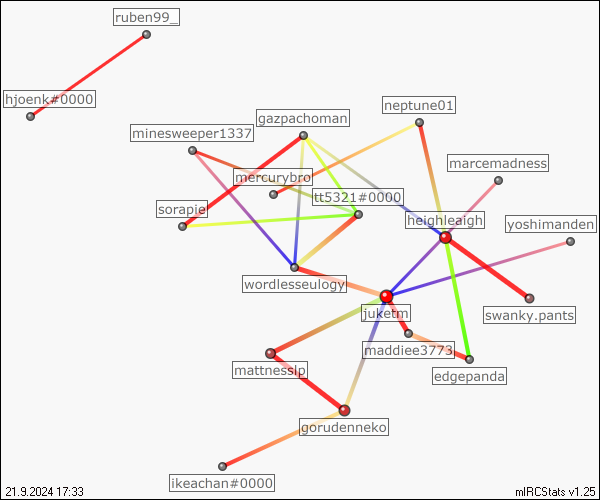 ruben99_
hjoenk#0000
neptune01
gazpachoman
minesweeper1337
marcemadness
mercurybro
tt5321#0000
sorapie
heighleaigh
yoshimanden
wordlesseulogy
juketm
swanky.pants
maddiee3773
mattnesslp
edgepanda
gorudenneko
ikeachan#0000
21.9.2024 17:33
mIRCStats v1.25